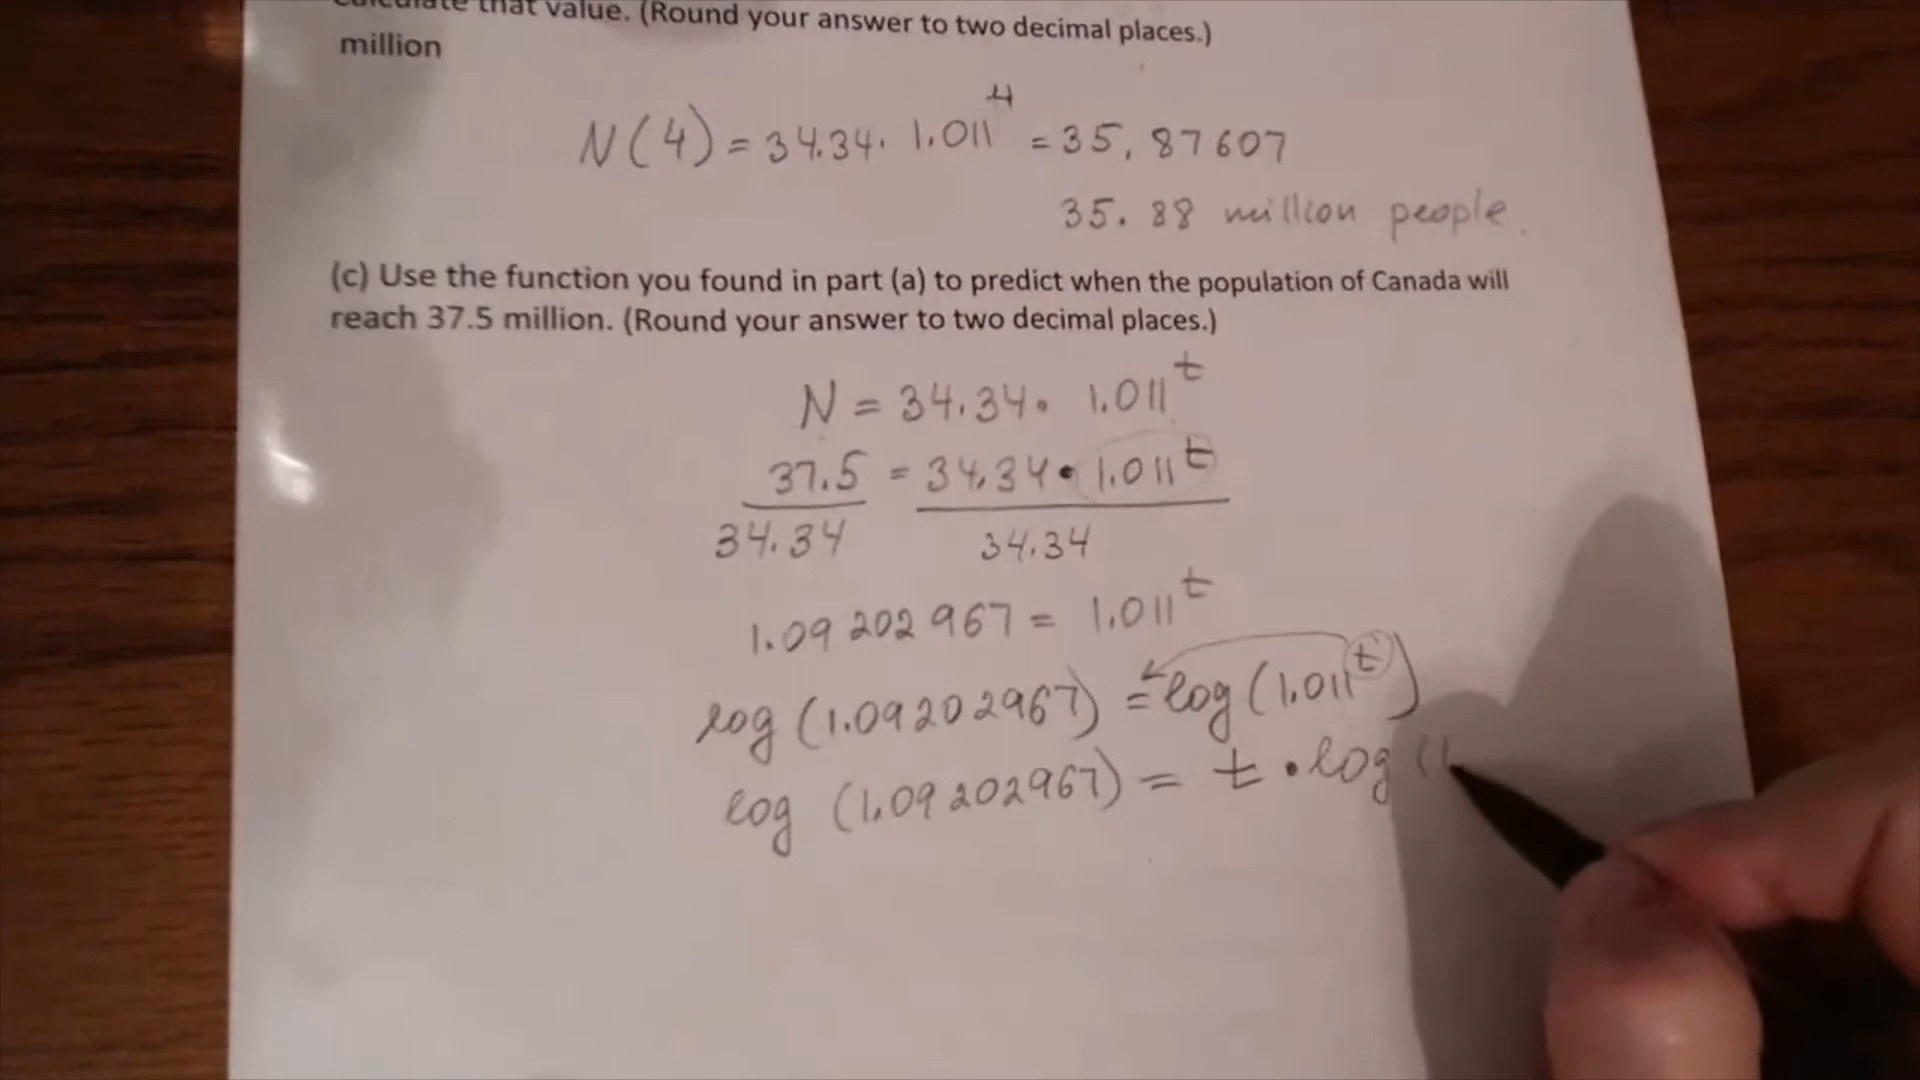 Calculate that value. (Round your answer to two decimal places.)
million
N(4) = 34.34. 1.011^4 = 35,87607
35.88 million people.
(c) Use the function you found in part (a) to predict when the population of Canada will
reach 37.5 million. (Round your answer to two decimal places.)
N = 34.34 • 1.011^t
37.5 = 34.34 • 1.011^t
34.34 34.34
1.09202967 = 1.011^t
log (1.09202967) = log (1.011^t)
log (1.09202967) = t • log (1